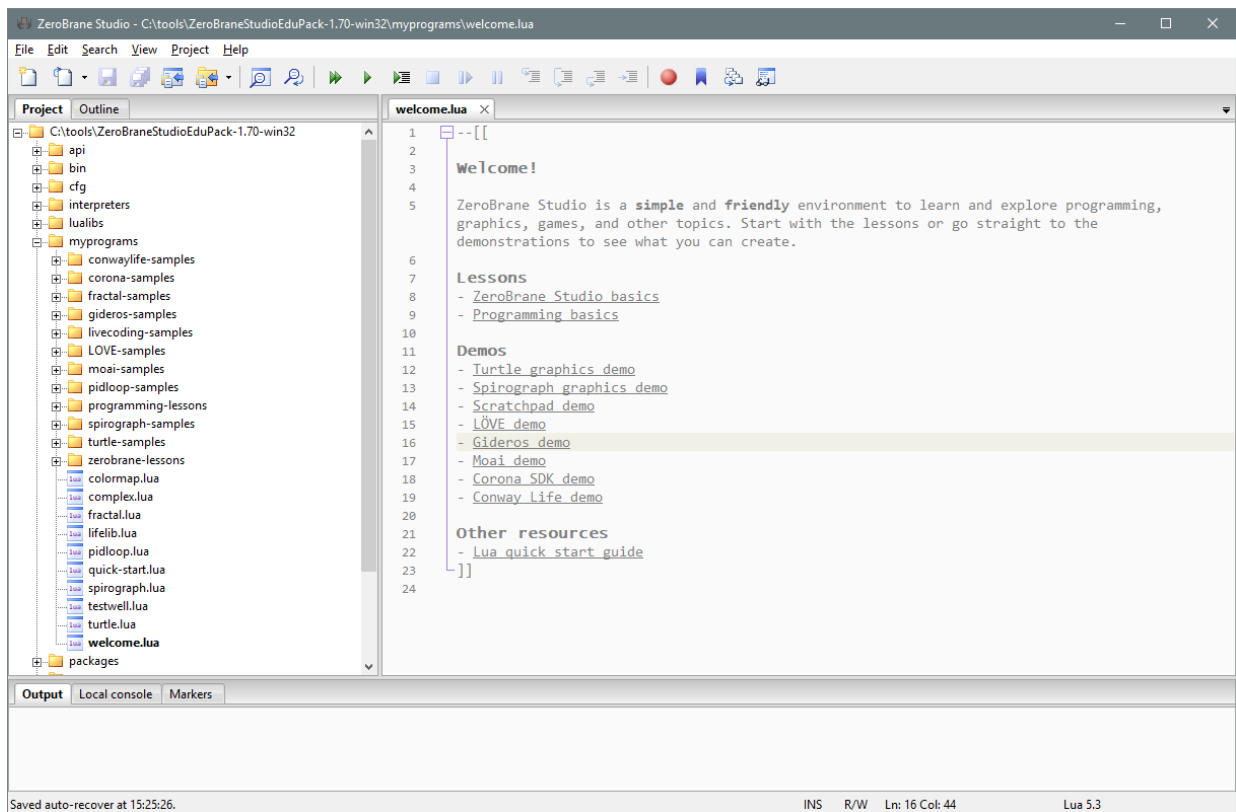 ZeroBrane Studio - C:\tools\ZeroBraneStudioEduPack-1.70-win32\myprograms\welcome.lua
File Edit Search View Project Help
Project Outline
C:\tools\ZeroBraneStudioEduPack-1.70-win32
api
bin
cfg
interpreters
lualibs
myprograms
conwaylife-samples
corona-samples
fractal-samples
gideros-samples
livecoding-samples
LOVE-samples
moai-samples
pidloop-samples
programming-lessons
spirograph-samples
turtle-samples
zerobrane-lessons
colormap.lua
complex.lua
fractal.lua
lifelib.lua
pidloop.lua
quick-start.lua
spirograph.lua
testwell.lua
turtle.lua
welcome.lua
packages
welcome.lua
1 --[[
2
3 Welcome!
4
5 ZeroBrane Studio is a simple and friendly environment to learn and explore programming,
graphics, games, and other topics. Start with the lessons or go straight to the
demonstrations to see what you can create.
6
7 Lessons
8 - ZeroBrane Studio basics
9 - Programming basics
10
11 Demos
12 - Turtle graphics demo
13 - Spirograph graphics demo
14 - Scratchpad demo
15 - LÖVE demo
16 - Gideros demo
17 - Moai demo
18 - Corona SDK demo
19 - Conway Life demo
20
21 Other resources
22 - Lua quick start guide
23 ]]
24
Output Local console Markers
Saved auto-recover at 15:25:26. INS R/W Ln: 16 Col: 44 Lua 5.3